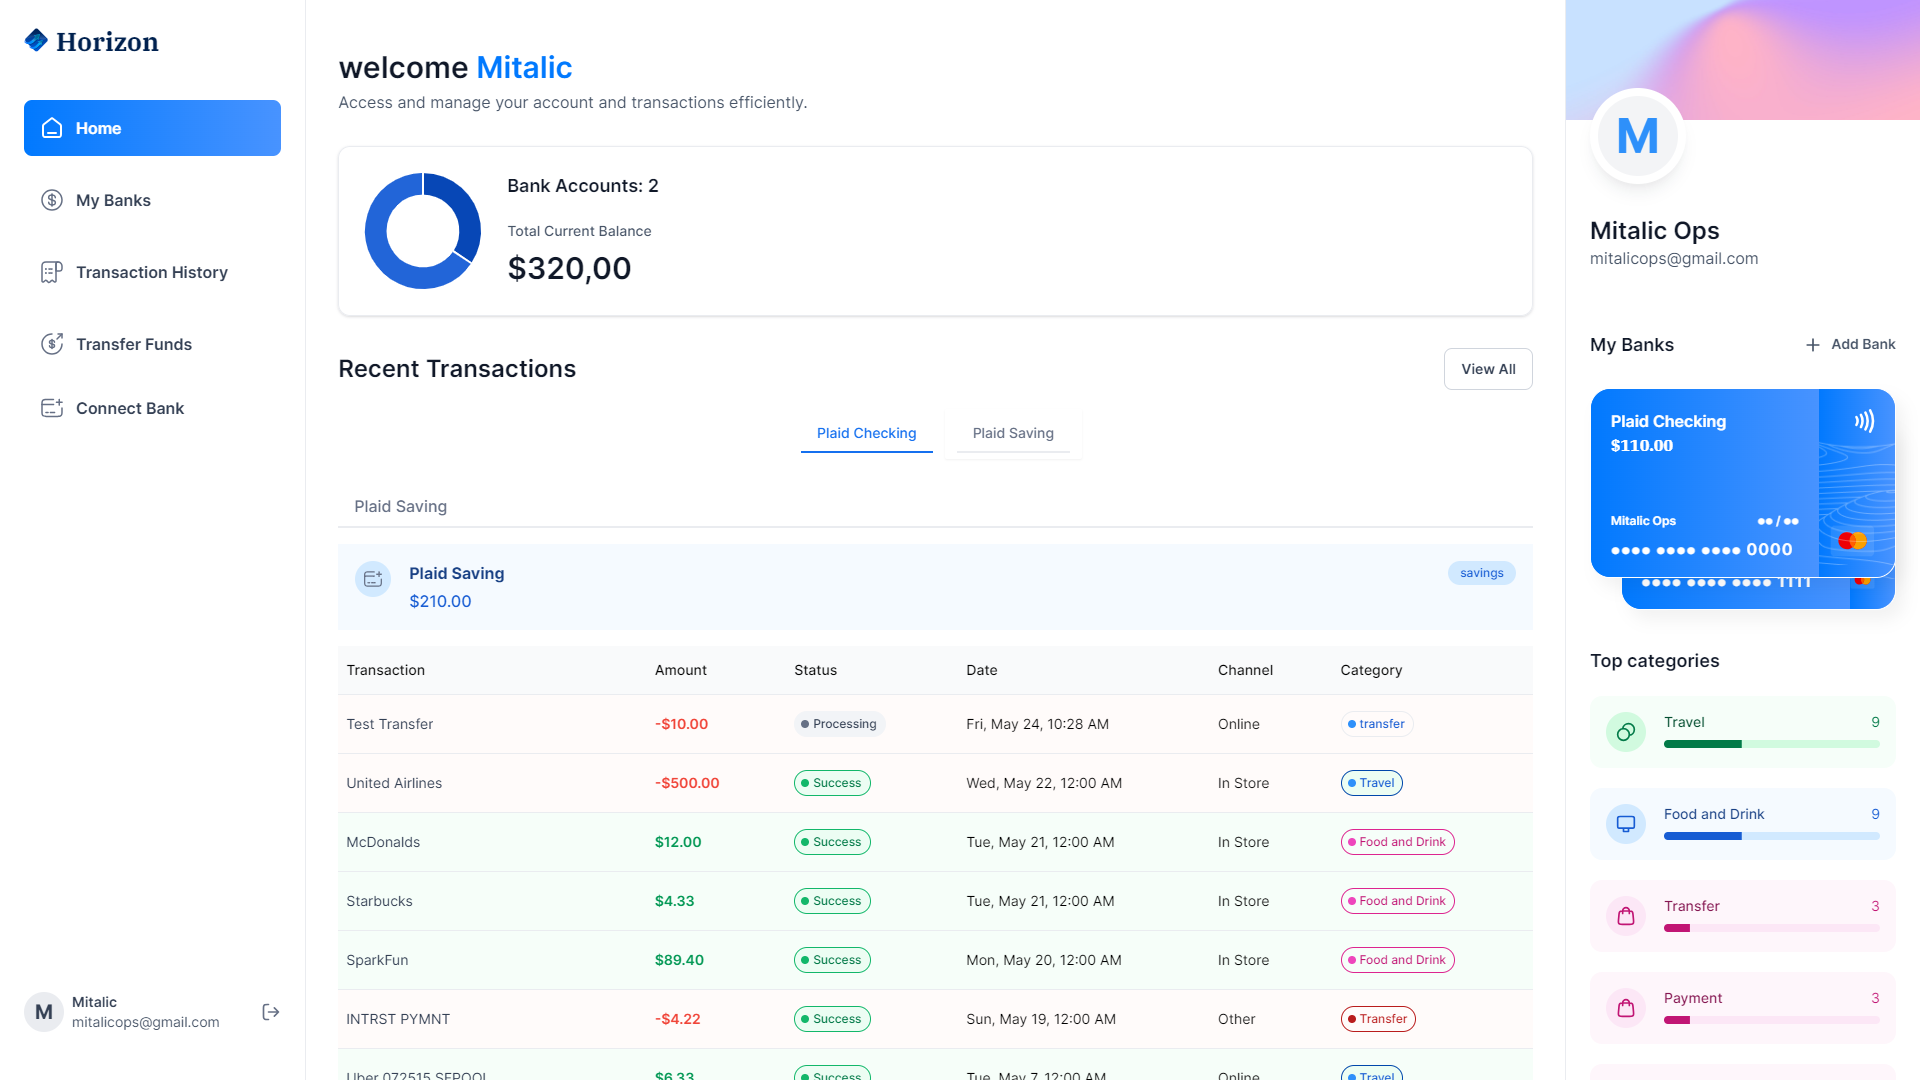 Horizon
Home
My Banks
Transaction History
Transfer Funds
Connect Bank
M
Mitalic
mitalicops@gmail.com
welcome Mitalic
Access and manage your account and transactions efficiently.
Bank Accounts: 2
Total Current Balance
$320,00
Recent Transactions
View All
Plaid Checking
Plaid Saving
Plaid Saving
Plaid Saving
savings
$210.00
Transaction Amount Status Date Channel Category
Test Transfer -$10.00 Processing Fri, May 24, 10:28 AM Online transfer
United Airlines -$500.00 Success Wed, May 22, 12:00 AM In Store Travel
McDonalds $12.00 Success Tue, May 21, 12:00 AM In Store Food and Drink
Starbucks $4.33 Success Tue, May 21, 12:00 AM In Store Food and Drink
SparkFun $89.40 Success Mon, May 20, 12:00 AM In Store Food and Drink
INTRST PYMNT -$4.22 Success Sun, May 19, 12:00 AM Other Transfer
Uber 072515 SFPOOL $6.33 Success Tue, May 7, 12:00 AM Online Travel
M
Mitalic Ops
mitalicops@gmail.com
My Banks
Add Bank
Plaid Checking
$110.00
Mitalic Ops ●● / ●●
●●●● ●●●● ●●●● 0000
●●●● ●●●● ●●●● 1111
Top categories
Travel 9
Food and Drink 9
Transfer 3
Payment 3